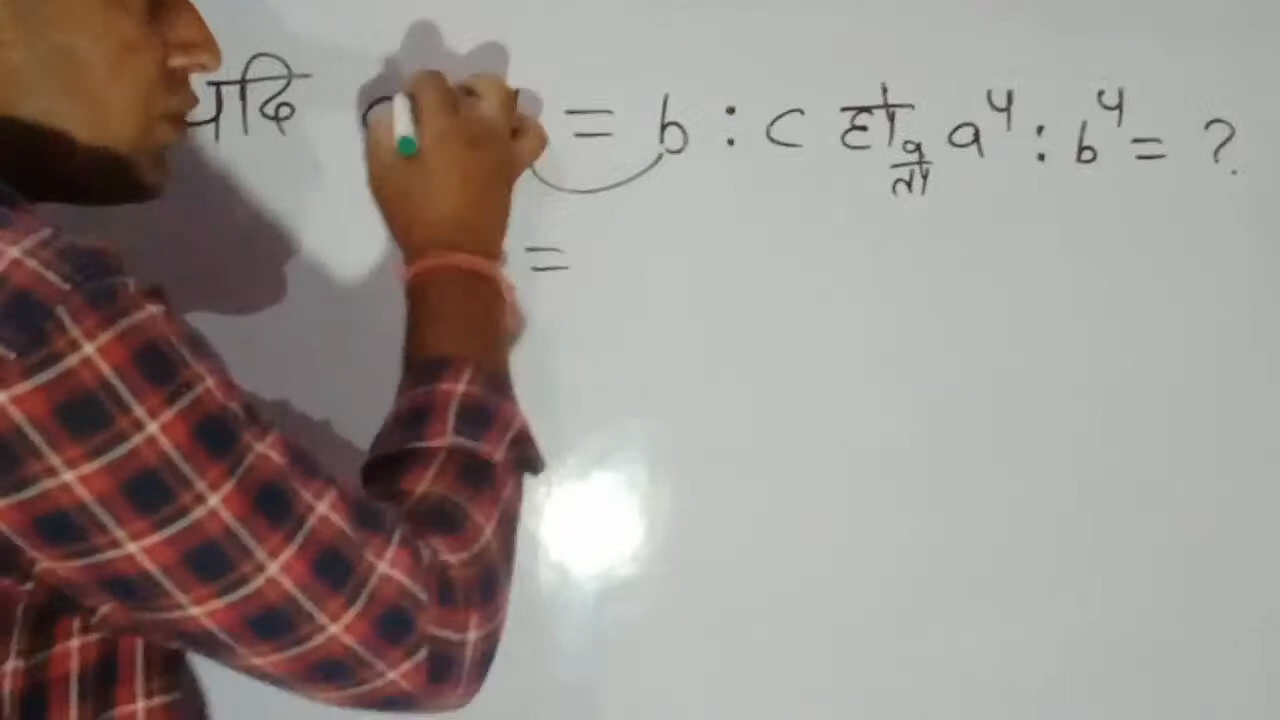 यदि = b : c हो तो a⁴ : b⁴ = ?
=